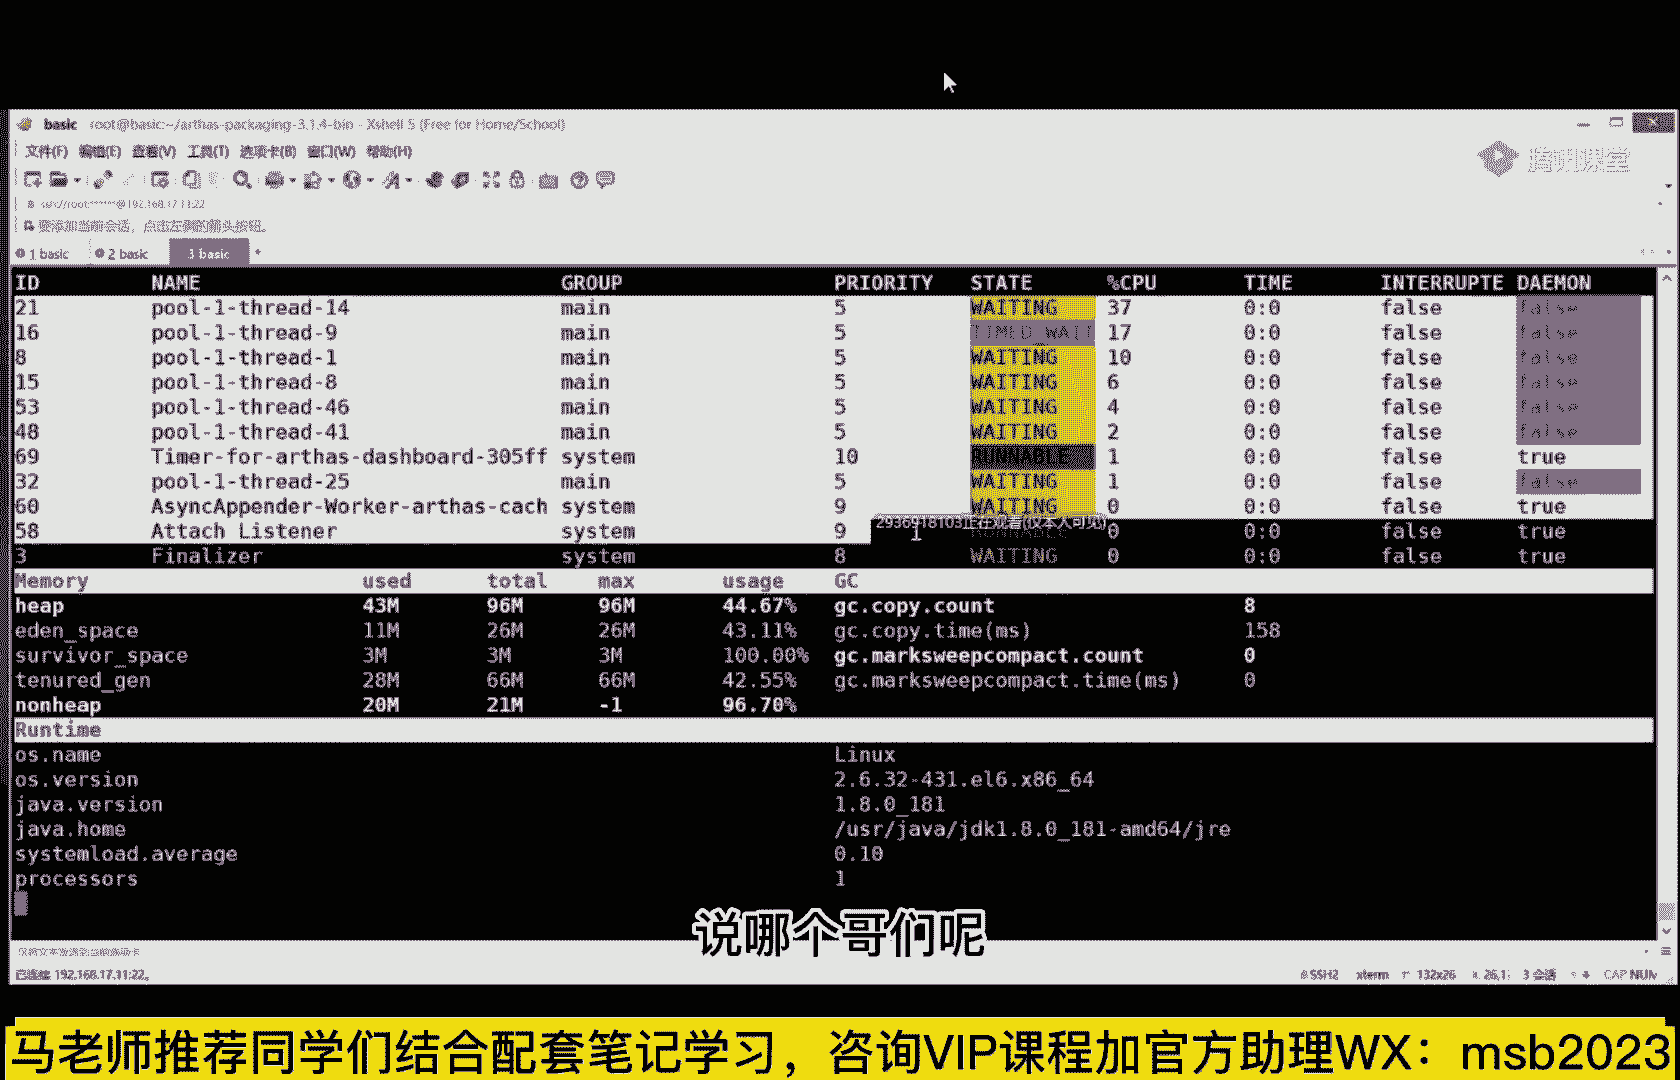 basic root@basic:~/arthas-packaging-3.1.4-bin - Xshell 5 (Free for Home/School)
文件(F) 编辑(E) 查看(V) 工具(T) 选项卡(B) 窗口(W) 帮助(H)
腾讯课堂
ssh://root:******@192.168.17.11:22
要添加当前会话，点击左侧的箭头按钮。
1 basic 2 basic 3 basic +
ID NAME GROUP PRIORITY STATE %CPU TIME INTERRUPTE DAEMON
21 pool-1-thread-14 main 5 WAITING 37 0:0 false false
16 pool-1-thread-9 main 5 TIMED_WAIT 17 0:0 false false
8 pool-1-thread-1 main 5 WAITING 10 0:0 false false
15 pool-1-thread-8 main 5 WAITING 6 0:0 false false
53 pool-1-thread-46 main 5 WAITING 4 0:0 false false
48 pool-1-thread-41 main 5 WAITING 2 0:0 false false
69 Timer-for-arthas-dashboard-305ff system 10 RUNNABLE 1 0:0 false true
32 pool-1-thread-25 main 5 WAITING 1 0:0 false false
60 AsyncAppender-Worker-arthas-cach system 9 WAITING 0 0:0 false true
2936918103正在观看(仅本人可见)
58 Attach Listener system 9 RUNNABLE 0 0:0 false true
3 Finalizer system 8 WAITING 0 0:0 false true
Memory used total max usage GC
heap 43M 96M 96M 44.67% gc.copy.count 8
eden_space 11M 26M 26M 43.11% gc.copy.time(ms) 158
survivor_space 3M 3M 3M 100.00% gc.marksweepcompact.count 0
tenured_gen 28M 66M 66M 42.55% gc.marksweepcompact.time(ms) 0
nonheap 20M 21M -1 96.70%
Runtime
os.name Linux
os.version 2.6.32-431.el6.x86_64
java.version 1.8.0_181
java.home /usr/java/jdk1.8.0_181-amd64/jre
systemload.average 0.10
processors 1
说哪个哥们呢
仅将文本发送到当前选项卡
已连接 192.168.17.11:22。 SSH2 xterm 132x26 26,1 3 会话 CAP NUM
马老师推荐同学们结合配套笔记学习，咨询VIP课程加官方助理WX：msb2023